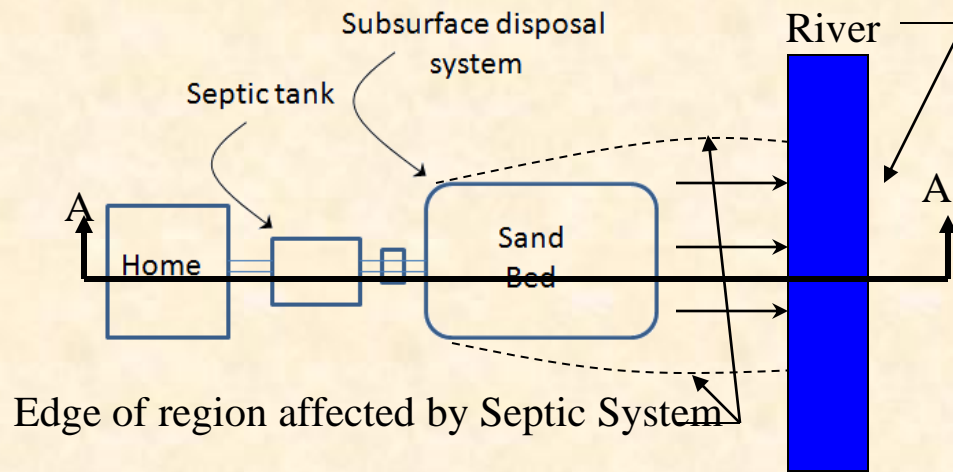 Subsurface disposal
system
River
Septic tank
A
A
Home
Sand
Bed
Edge of region affected by Septic System